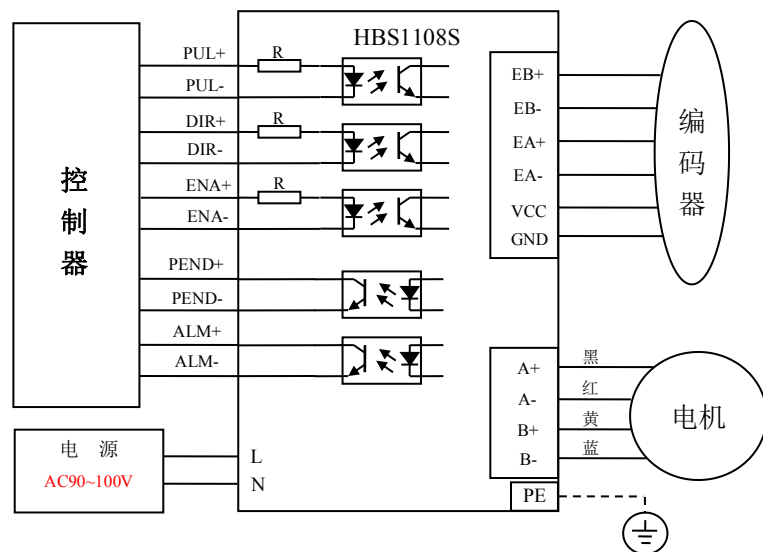 HBS1108S
控制器
PUL+
R
PUL-
DIR+
R
DIR-
ENA+
R
ENA-
PEND+
PEND-
ALM+
ALM-
EB+
EB-
EA+
EA-
VCC
GND
编码器
A+
黑
A-
红
B+
黄
B-
蓝
电机
PE
电 源
AC90~100V
L
N